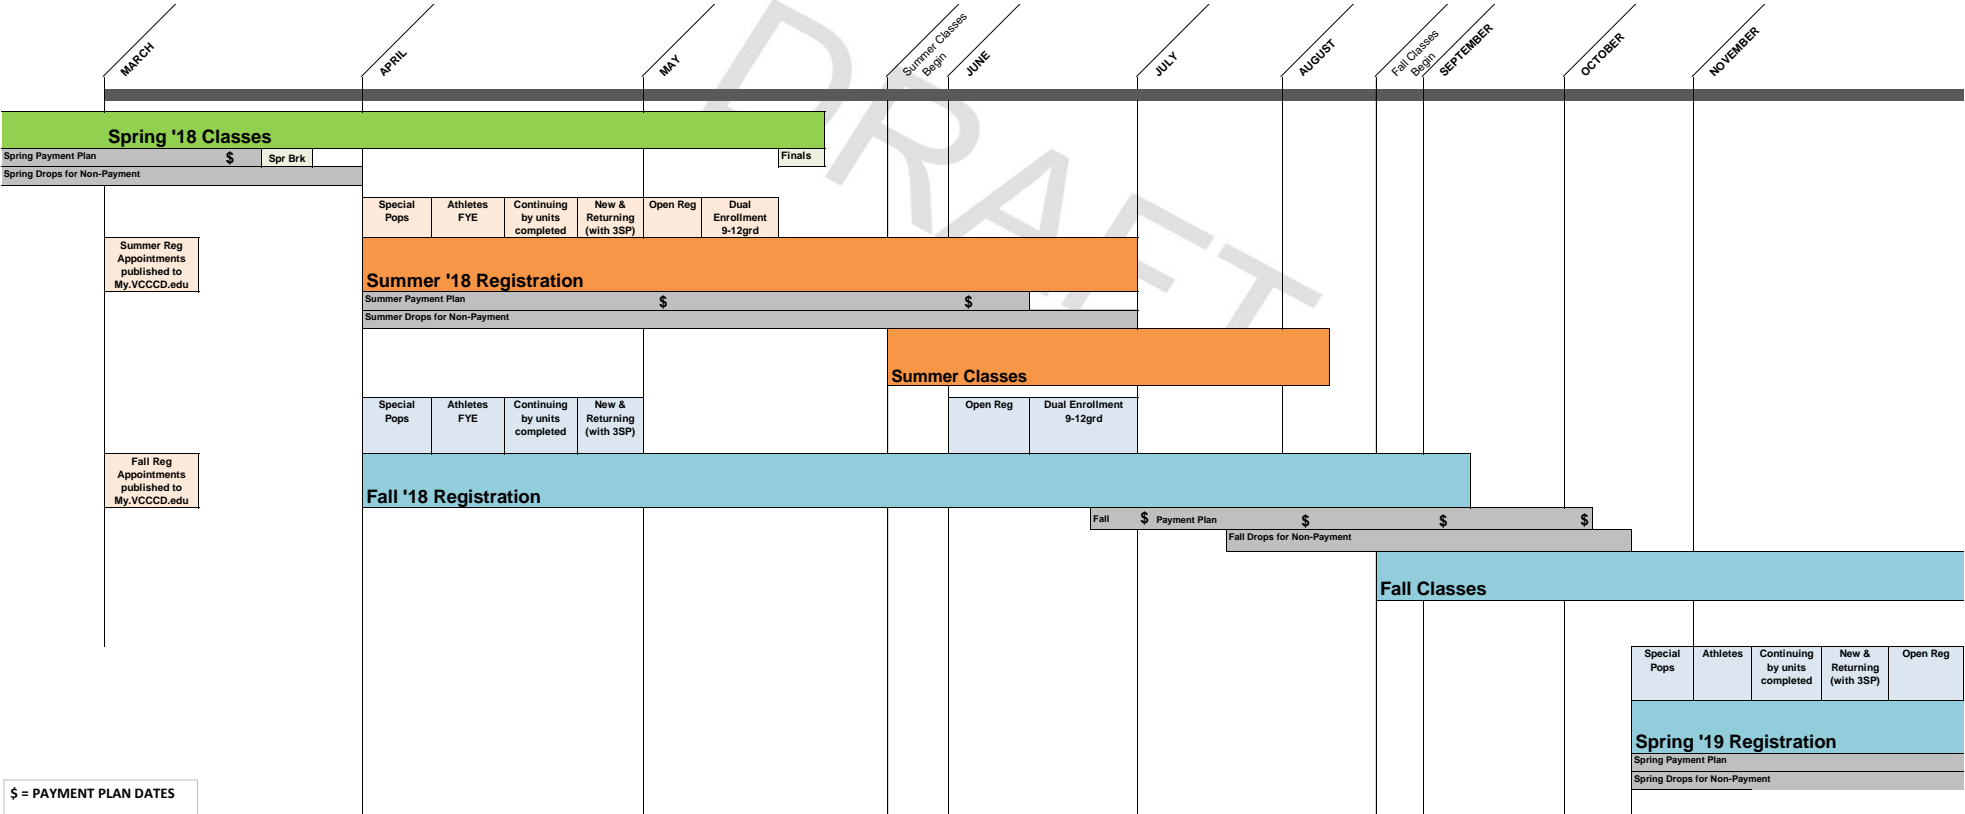 MARCH
APRIL
MAY
Summer Classes
Begin
JUNE
JULY
AUGUST
Fall Classes
Begin
SEPTEMBER
OCTOBER
NOVEMBER
DRAFT
Spring '18 Classes
Spring Payment Plan $ Spr Brk Finals
Spring Drops for Non-Payment
Special
Pops
Athletes
FYE
Continuing
by units
completed
New &
Returning
(with 3SP)
Open Reg
Dual
Enrollment
9-12grd
Summer Reg
Appointments
published to
My.VCCCD.edu
Summer '18 Registration
Summer Payment Plan $ $
Summer Drops for Non-Payment
Summer Classes
Special
Pops
Athletes
FYE
Continuing
by units
completed
New &
Returning
(with 3SP)
Open Reg
Dual Enrollment
9-12grd
Fall Reg
Appointments
published to
My.VCCCD.edu
Fall '18 Registration
Fall $ Payment Plan $ $ $
Fall Drops for Non-Payment
Fall Classes
Special
Pops
Athletes
Continuing
by units
completed
New &
Returning
(with 3SP)
Open Reg
Spring '19 Registration
Spring Payment Plan
Spring Drops for Non-Payment
$ = PAYMENT PLAN DATES